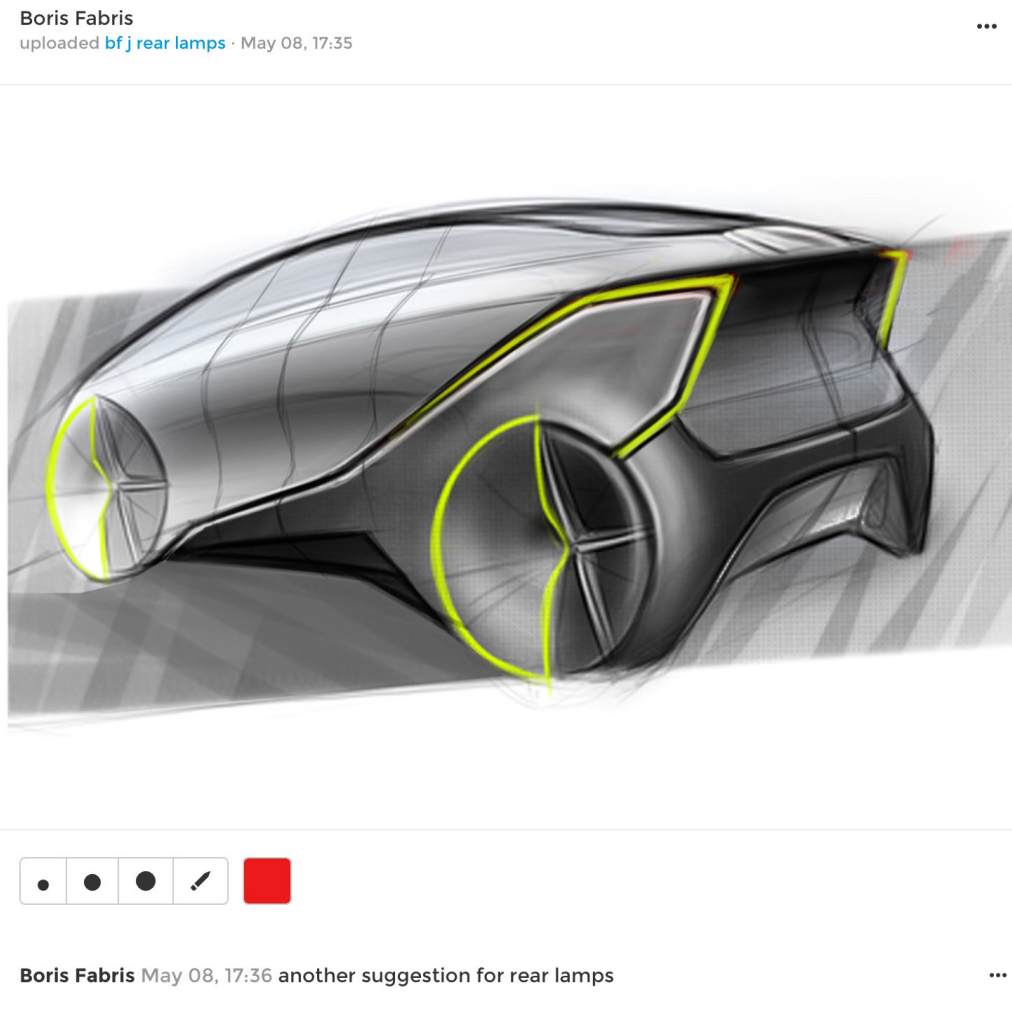 Boris Fabris
uploaded bf j rear lamps · May 08, 17:35
Boris Fabris May 08, 17:36 another suggestion for rear lamps